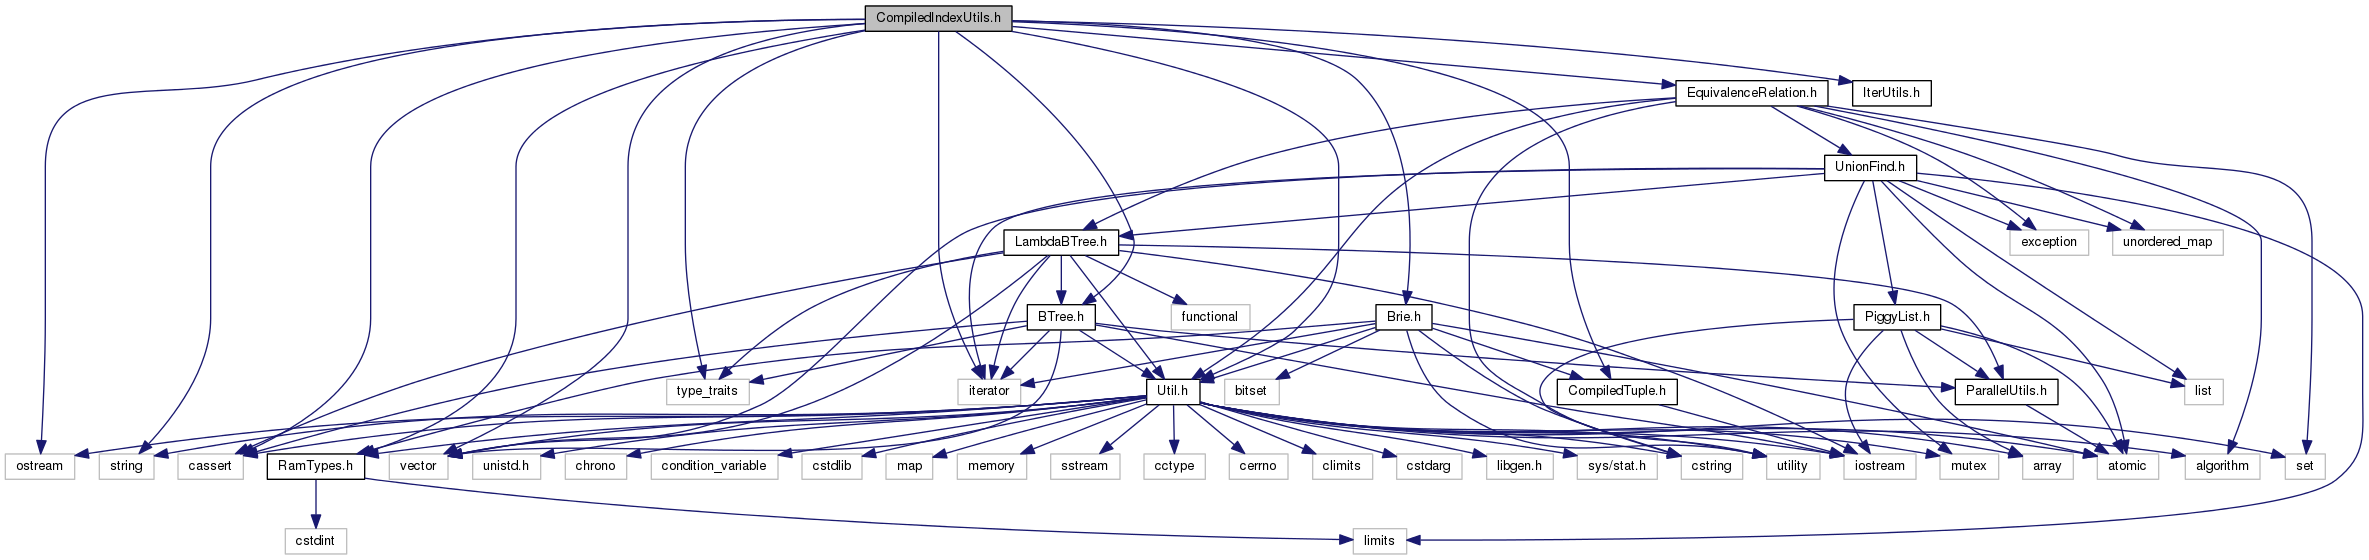 CompiledIndexUtils.h
EquivalenceRelation.h
IterUtils.h
UnionFind.h
LambdaBTree.h
exception
unordered_map
BTree.h
functional
Brie.h
PiggyList.h
type_traits
iterator
Util.h
bitset
CompiledTuple.h
ParallelUtils.h
list
ostream
string
cassert
RamTypes.h
vector
unistd.h
chrono
condition_variable
cstdlib
map
memory
sstream
cctype
cerrno
climits
cstdarg
libgen.h
sys/stat.h
cstring
utility
iostream
mutex
array
atomic
algorithm
set
cstdint
limits